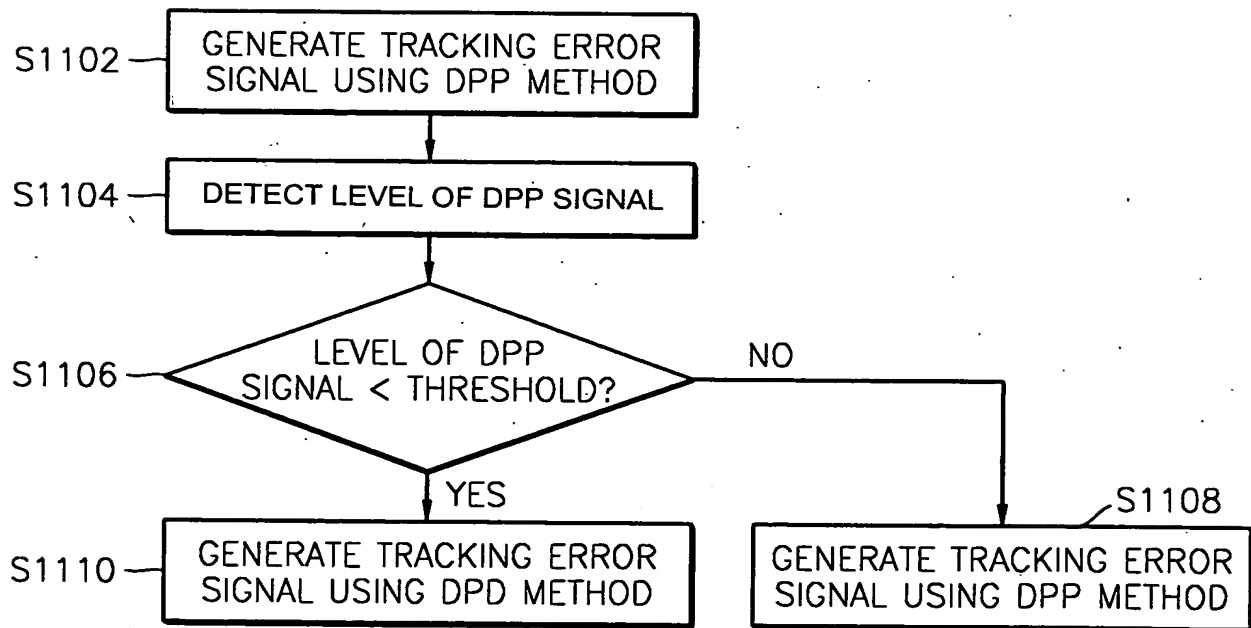 S1102
GENERATE TRACKING ERROR
SIGNAL USING DPP METHOD
S1104
DETECT LEVEL OF DPP SIGNAL
S1106
LEVEL OF DPP
SIGNAL < THRESHOLD?
NO
YES
S1108
S1110
GENERATE TRACKING ERROR
SIGNAL USING DPD METHOD
GENERATE TRACKING ERROR
SIGNAL USING DPP METHOD